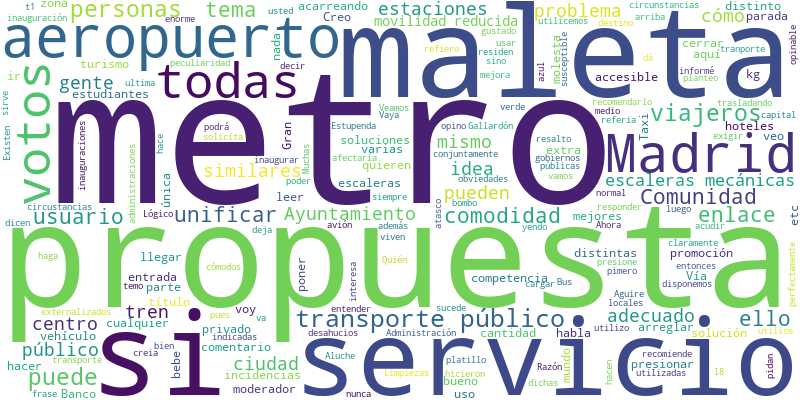 metro
propuesta
maleta
si
servicio
Madrid
aeropuerto
todas
votos
personas
tema
acarreando
usted
zona
t1
enorme
inauguración
estaciones
movilidad reducida
Creo
nada
problema
cómo
distinto
parada
circunstancias
arriba
utilicemos
destino
refiero
gustado
usar
residen
sino
mejora
azul
susceptible
molesta
cerrar
aquí
tranporte
planteo
informé
dá
opinable
kg
accesible
ir
turismo
peculiaridad
ultima
decir
gente
estudiantes
sirve
Existen
inauguraciones
administraciones
hace
podrá
solicita
única
similares
Gran
inaugurar
Muchas
Estupenda
soluciones
varias
afectaría
quieren
Veamos
Vaya
opino
Gallardón
verde
medio
referia
recomendarlo
trasladando
viajeros
Taxi
hoteles
capital
veo
exigir
mismo
extra
resalto
conjuntamente
gobiernos
públicas
vamos
obviedades
idea
pueden
escaleras mecánicas
normal
etc
Comunidad
escaleras
leer
poder
siempre
usuario
circunstancias
dicen
Lógico
unificar
deja
avión
Ayuntamiento
además
viven
atasco
bombo
comodidad
yendo
mejores
responder
Ahora
luego
acudir
enlace
claramente
promoción
perfectamente
haga
llegar
cómodos
Quién
poner
interesa
entrada
temo
parte
título
externalizados
tren
pues
voy
va
entender
competencia
cargar
Bus
presione
pimero
distintas
entonces
disponemos
Vía
Aguire
locales
adecuado
ello
centro
vehículo
cualquier
bien
creia
privado
indicadas
comentario
transporte público
desahucios
Administración
sucede
cantidad
habla
utilizo
arreglar
solución
utilice
público
hacer
transporte
puede
frase
Banco
bebe
ciudad
incidencias
moderador
Aluche
nunca
Limpiezas
platillo
hicieron
bueno
uso
Razón
dichas
mundo
hacen
presionar
utilizadas
recomiende
18
pidan